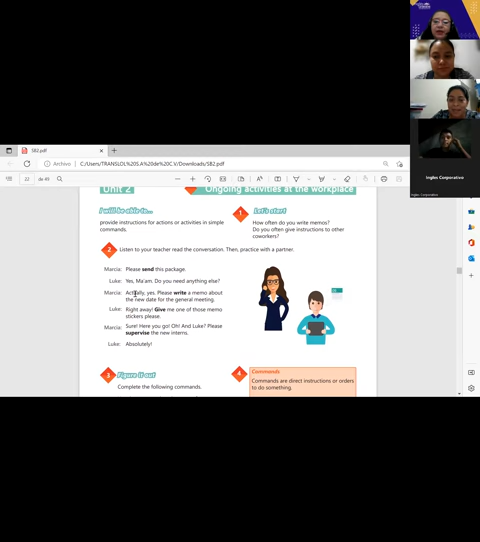 SB2.pdf
Archivo
C:/Users/TRANSLOL%20S.A%20de%20C.V/Downloads/SB2.pdf
22
de 49
Unit 2
Ongoing activities at the workplace
I will be able to...
provide instructions for actions or activities in simple
commands.
1
Let's start
How often do you write memos?
Do you often give instructions to other
coworkers?
2
Listen to your teacher read the conversation. Then, practice with a partner.
Marcia: Please send this package.
Luke: Yes, Ma'am. Do you need anything else?
Marcia: Actually, yes. Please write a memo about
the new date for the general meeting.
Luke: Right away! Give me one of those memo
stickers please.
Marcia: Sure! Here you go! Oh! And Luke? Please
supervise the new interns.
Luke: Absolutely!
3
Figure it out
Complete the following commands.
4
Commands
Commands are direct instructions or orders
to do something.
Ingles Corporativo
Ingles Corporativo